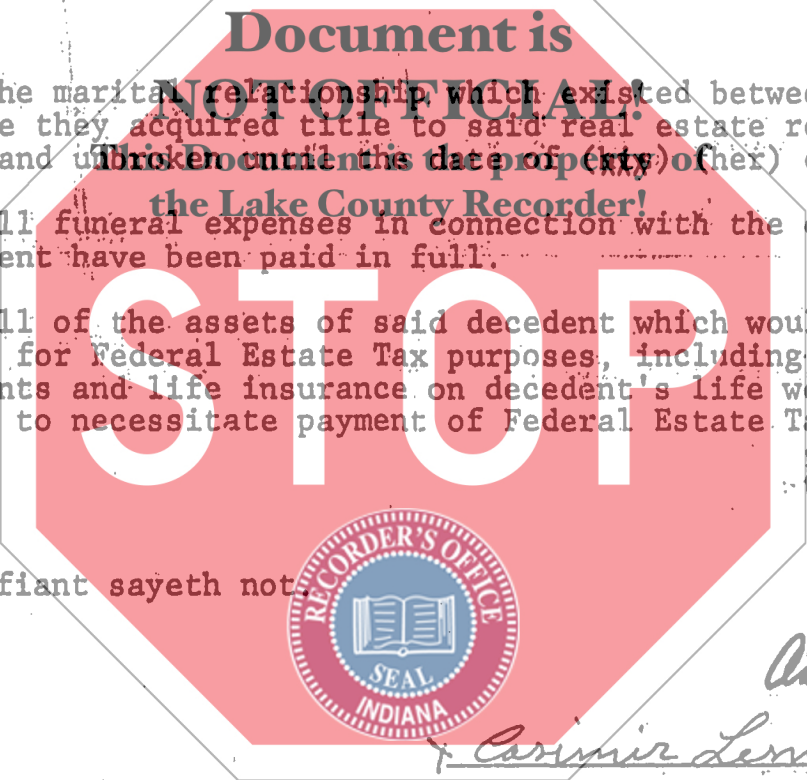 Document is
NOT OFFICIAL!
This Document is the property of
the Lake County Recorder!
he marital relationship which existed betwee
e they acquired title to said real estate re
and unbroken until the date of (his)(her)
ll funeral expenses in connection with the
ent have been paid in full.
STOP
ll of the assets of said decedent which woul
for Federal Estate Tax purposes, including
nts and life insurance on decedent's life we
to necessitate payment of Federal Estate Ta
fiant sayeth not.
RECORDER'S OFFICE
SEAL
INDIANA
Casimir